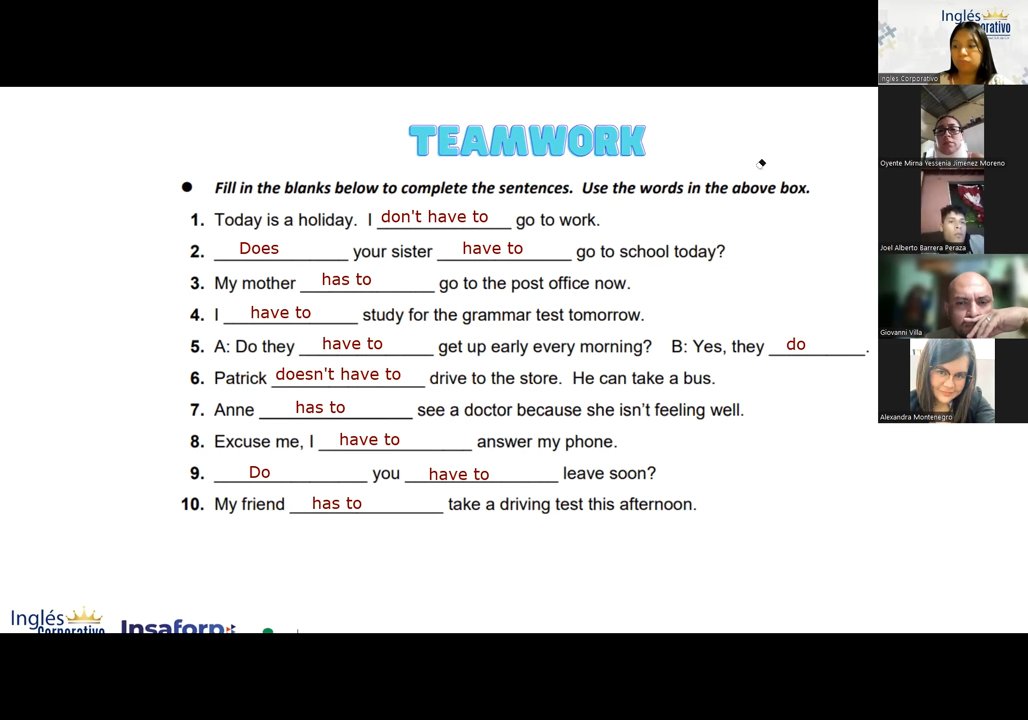 Inglés
Corporativo
Ingles Corporativo
TEAMWORK
Oyente Mirna Yessenia Jimenez Moreno
● Fill in the blanks below to complete the sentences. Use the words in the above box.
1. Today is a holiday. I don't have to go to work.
2. Does your sister have to go to school today?
Joel Alberto Barrera Peraza
3. My mother has to go to the post office now.
4. I have to study for the grammar test tomorrow.
Giovanni Villa
5. A: Do they have to get up early every morning? B: Yes, they do.
6. Patrick doesn't have to drive to the store. He can take a bus.
7. Anne has to see a doctor because she isn't feeling well.
Alexandra Montenegro
8. Excuse me, I have to answer my phone.
9. Do you have to leave soon?
10. My friend has to take a driving test this afternoon.
Inglés
Corporativo
Insaforp